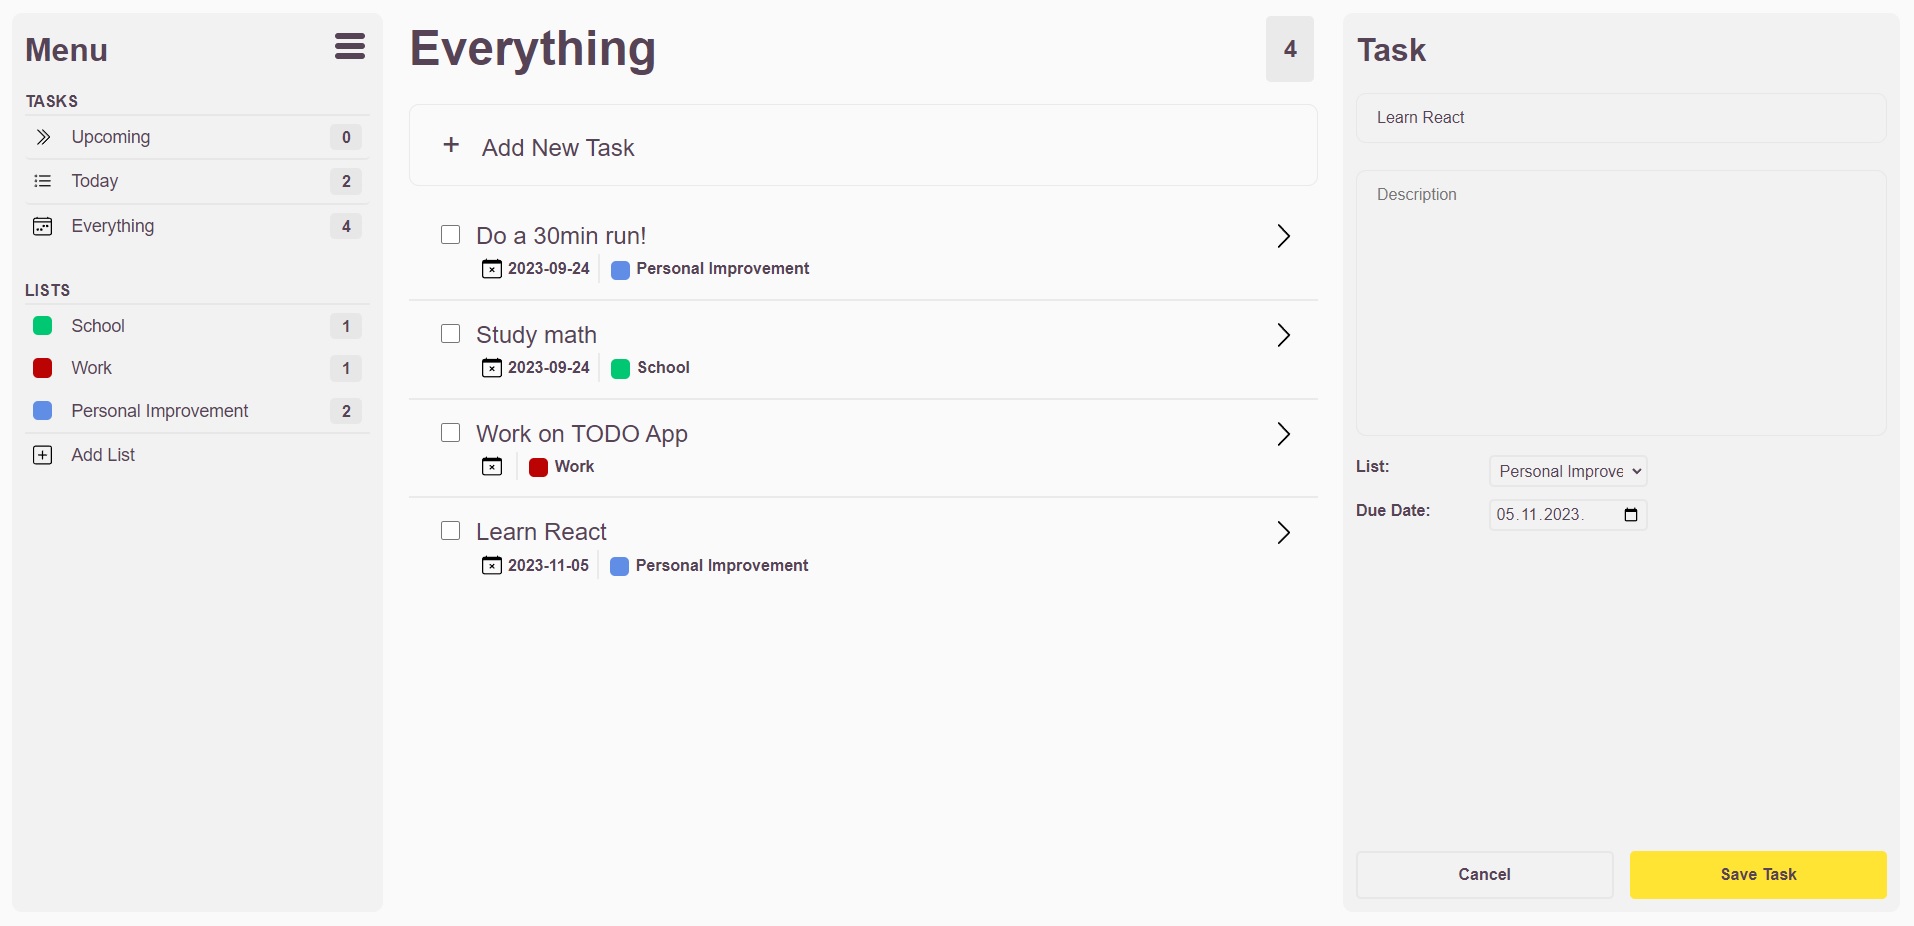 Menu
TASKS
Upcoming 0
Today 2
Everything 4
LISTS
School 1
Work 1
Personal Improvement 2
Add List
Everything 4
+ Add New Task
Do a 30min run!
2023-09-24 Personal Improvement
Study math
2023-09-24 School
Work on TODO App
Work
Learn React
2023-11-05 Personal Improvement
Task
Learn React
Description
List: Personal Improve
Due Date: 05.11.2023.
Cancel Save Task